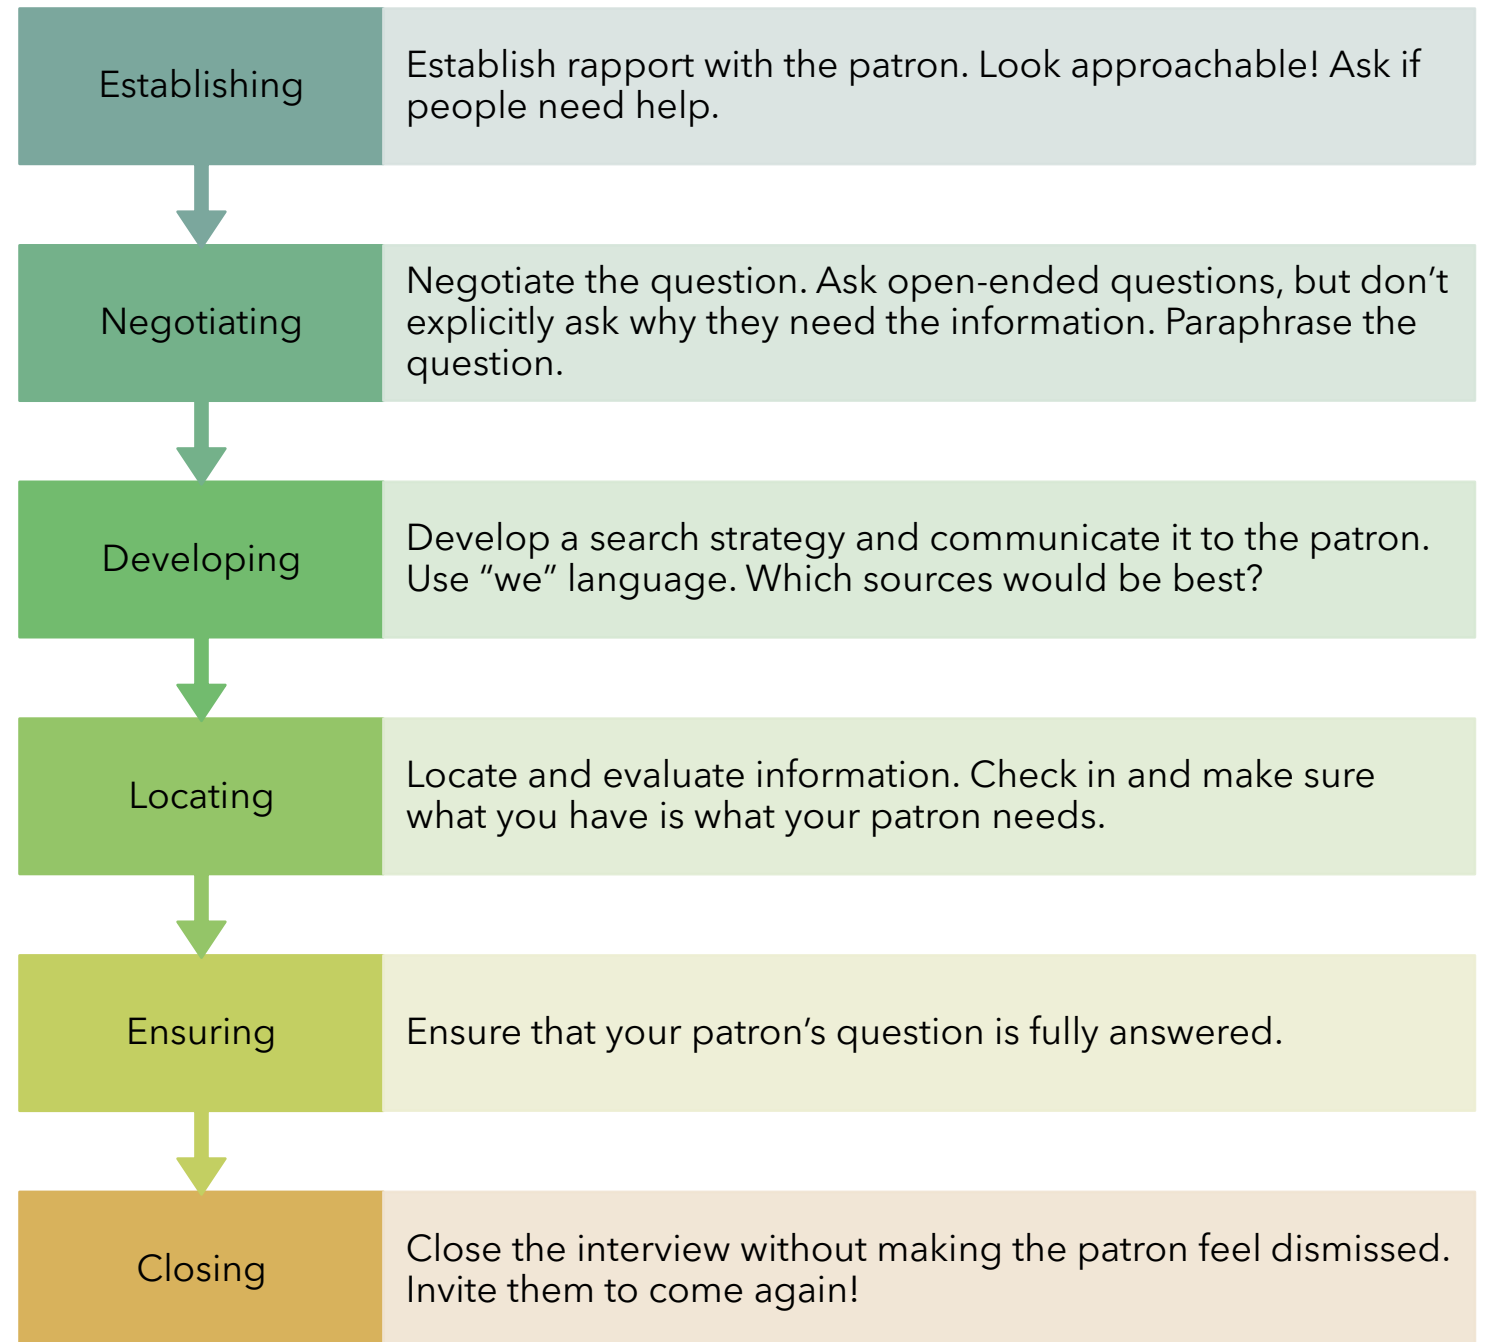 Establishing
Establish rapport with the patron. Look approachable! Ask if
people need help.
Negotiating
Negotiate the question. Ask open-ended questions, but don’t
explicitly ask why they need the information. Paraphrase the
question.
Developing
Develop a search strategy and communicate it to the patron.
Use “we” language. Which sources would be best?
Locating
Locate and evaluate information. Check in and make sure
what you have is what your patron needs.
Ensuring
Ensure that your patron’s question is fully answered.
Closing
Close the interview without making the patron feel dismissed.
Invite them to come again!